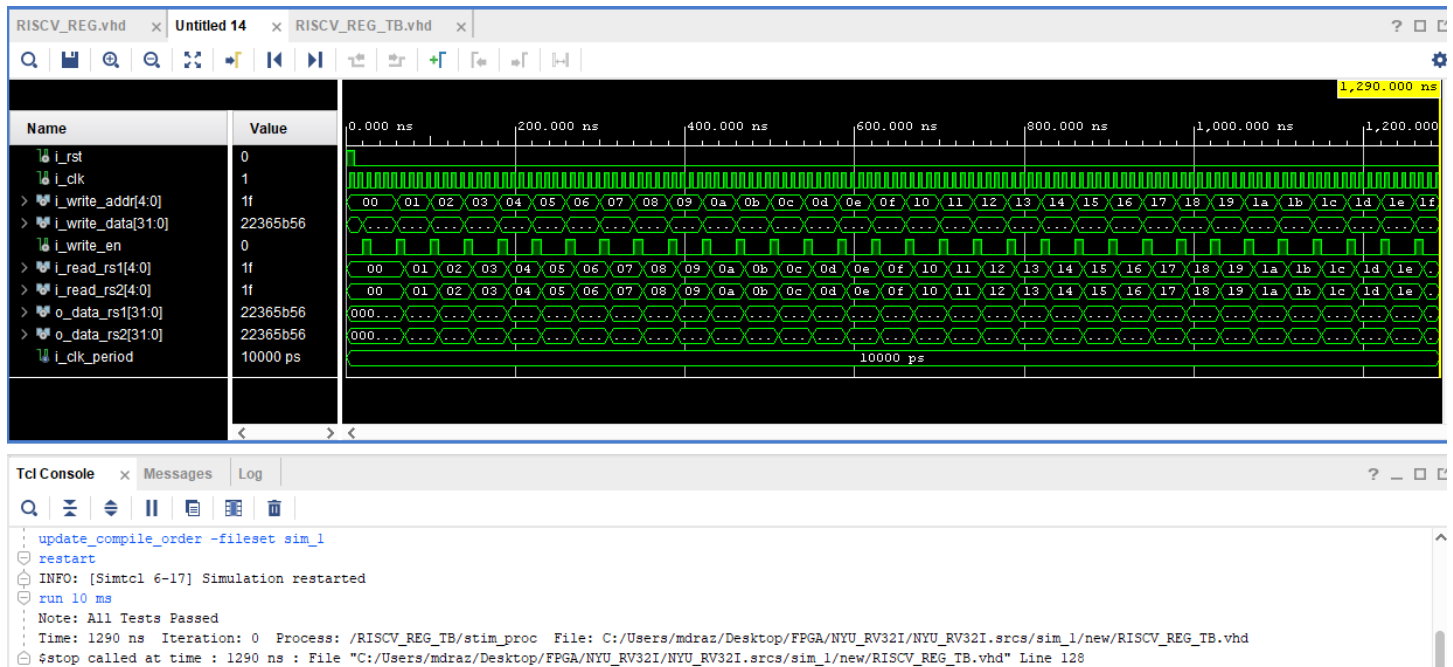 RISCV_REG.vhd × Untitled 14 × RISCV_REG_TB.vhd ×
1,290.000 ns
Name Value 0.000 ns 200.000 ns 400.000 ns 600.000 ns 800.000 ns 1,000.000 ns 1,200.000
i_rst 0
i_clk 1
i_write_addr[4:0] 1f 00 01 02 03 04 05 06 07 08 09 0a 0b 0c 0d 0e 0f 10 11 12 13 14 15 16 17 18 19 1a 1b 1c 1d 1e 1f
i_write_data[31:0] 22365b56 ... ... ... ... ... ... ... ... ... ... ... ... ... ... ... ... ... ... ... ... ... ... ... ... ... ... ... ... ... ... ...
i_write_en 0
i_read_rs1[4:0] 1f 00 01 02 03 04 05 06 07 08 09 0a 0b 0c 0d 0e 0f 10 11 12 13 14 15 16 17 18 19 1a 1b 1c 1d 1e .
i_read_rs2[4:0] 1f 00 01 02 03 04 05 06 07 08 09 0a 0b 0c 0d 0e 0f 10 11 12 13 14 15 16 17 18 19 1a 1b 1c 1d 1e .
o_data_rs1[31:0] 22365b56 000... ... ... ... ... ... ... ... ... ... ... ... ... ... ... ... ... ... ... ... ... ... ... ... ... ... ... ... ... ... ... .
o_data_rs2[31:0] 22365b56 000... ... ... ... ... ... ... ... ... ... ... ... ... ... ... ... ... ... ... ... ... ... ... ... ... ... ... ... ... ... ... .
i_clk_period 10000 ps 10000 ps
Tcl Console × Messages Log
update_compile_order -fileset sim_1
restart
INFO: [Simtcl 6-17] Simulation restarted
run 10 ms
Note: All Tests Passed
Time: 1290 ns Iteration: 0 Process: /RISCV_REG_TB/stim_proc File: C:/Users/mdraz/Desktop/FPGA/NYU_RV32I/NYU_RV32I.srcs/sim_1/new/RISCV_REG_TB.vhd
$stop called at time : 1290 ns : File "C:/Users/mdraz/Desktop/FPGA/NYU_RV32I/NYU_RV32I.srcs/sim_1/new/RISCV_REG_TB.vhd" Line 128